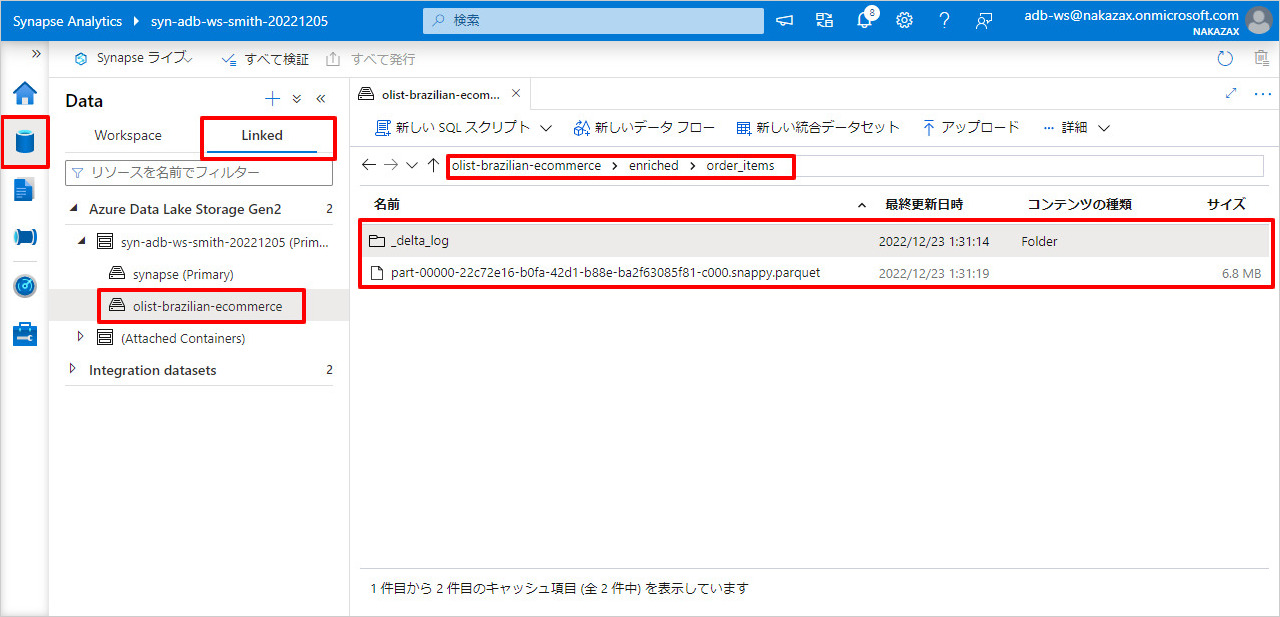 Synapse Analytics syn-adb-ws-smith-20221205 検索 8 adb-ws@nakazax.onmicrosoft.com
NAKAZAX
Synapse ライブ すべて検証 すべて発行
Data
Workspace Linked
リソースを名前でフィルター
Azure Data Lake Storage Gen2 2
syn-adb-ws-smith-20221205 (Prim...
synapse (Primary)
olist-brazilian-ecommerce
(Attached Containers)
Integration datasets 2
olist-brazilian-ecom...
新しい SQL スクリプト 新しいデータ フロー 新しい統合データセット アップロード ... 詳細
olist-brazilian-ecommerce > enriched > order_items
名前 最終更新日時 コンテンツの種類 サイズ
_delta_log 2022/12/23 1:31:14 Folder
part-00000-22c72e16-b0fa-42d1-b88e-ba2f63085f81-c000.snappy.parquet 2022/12/23 1:31:19 6.8 MB
1 件目から 2 件目のキャッシュ項目 (全 2 件中) を表示しています